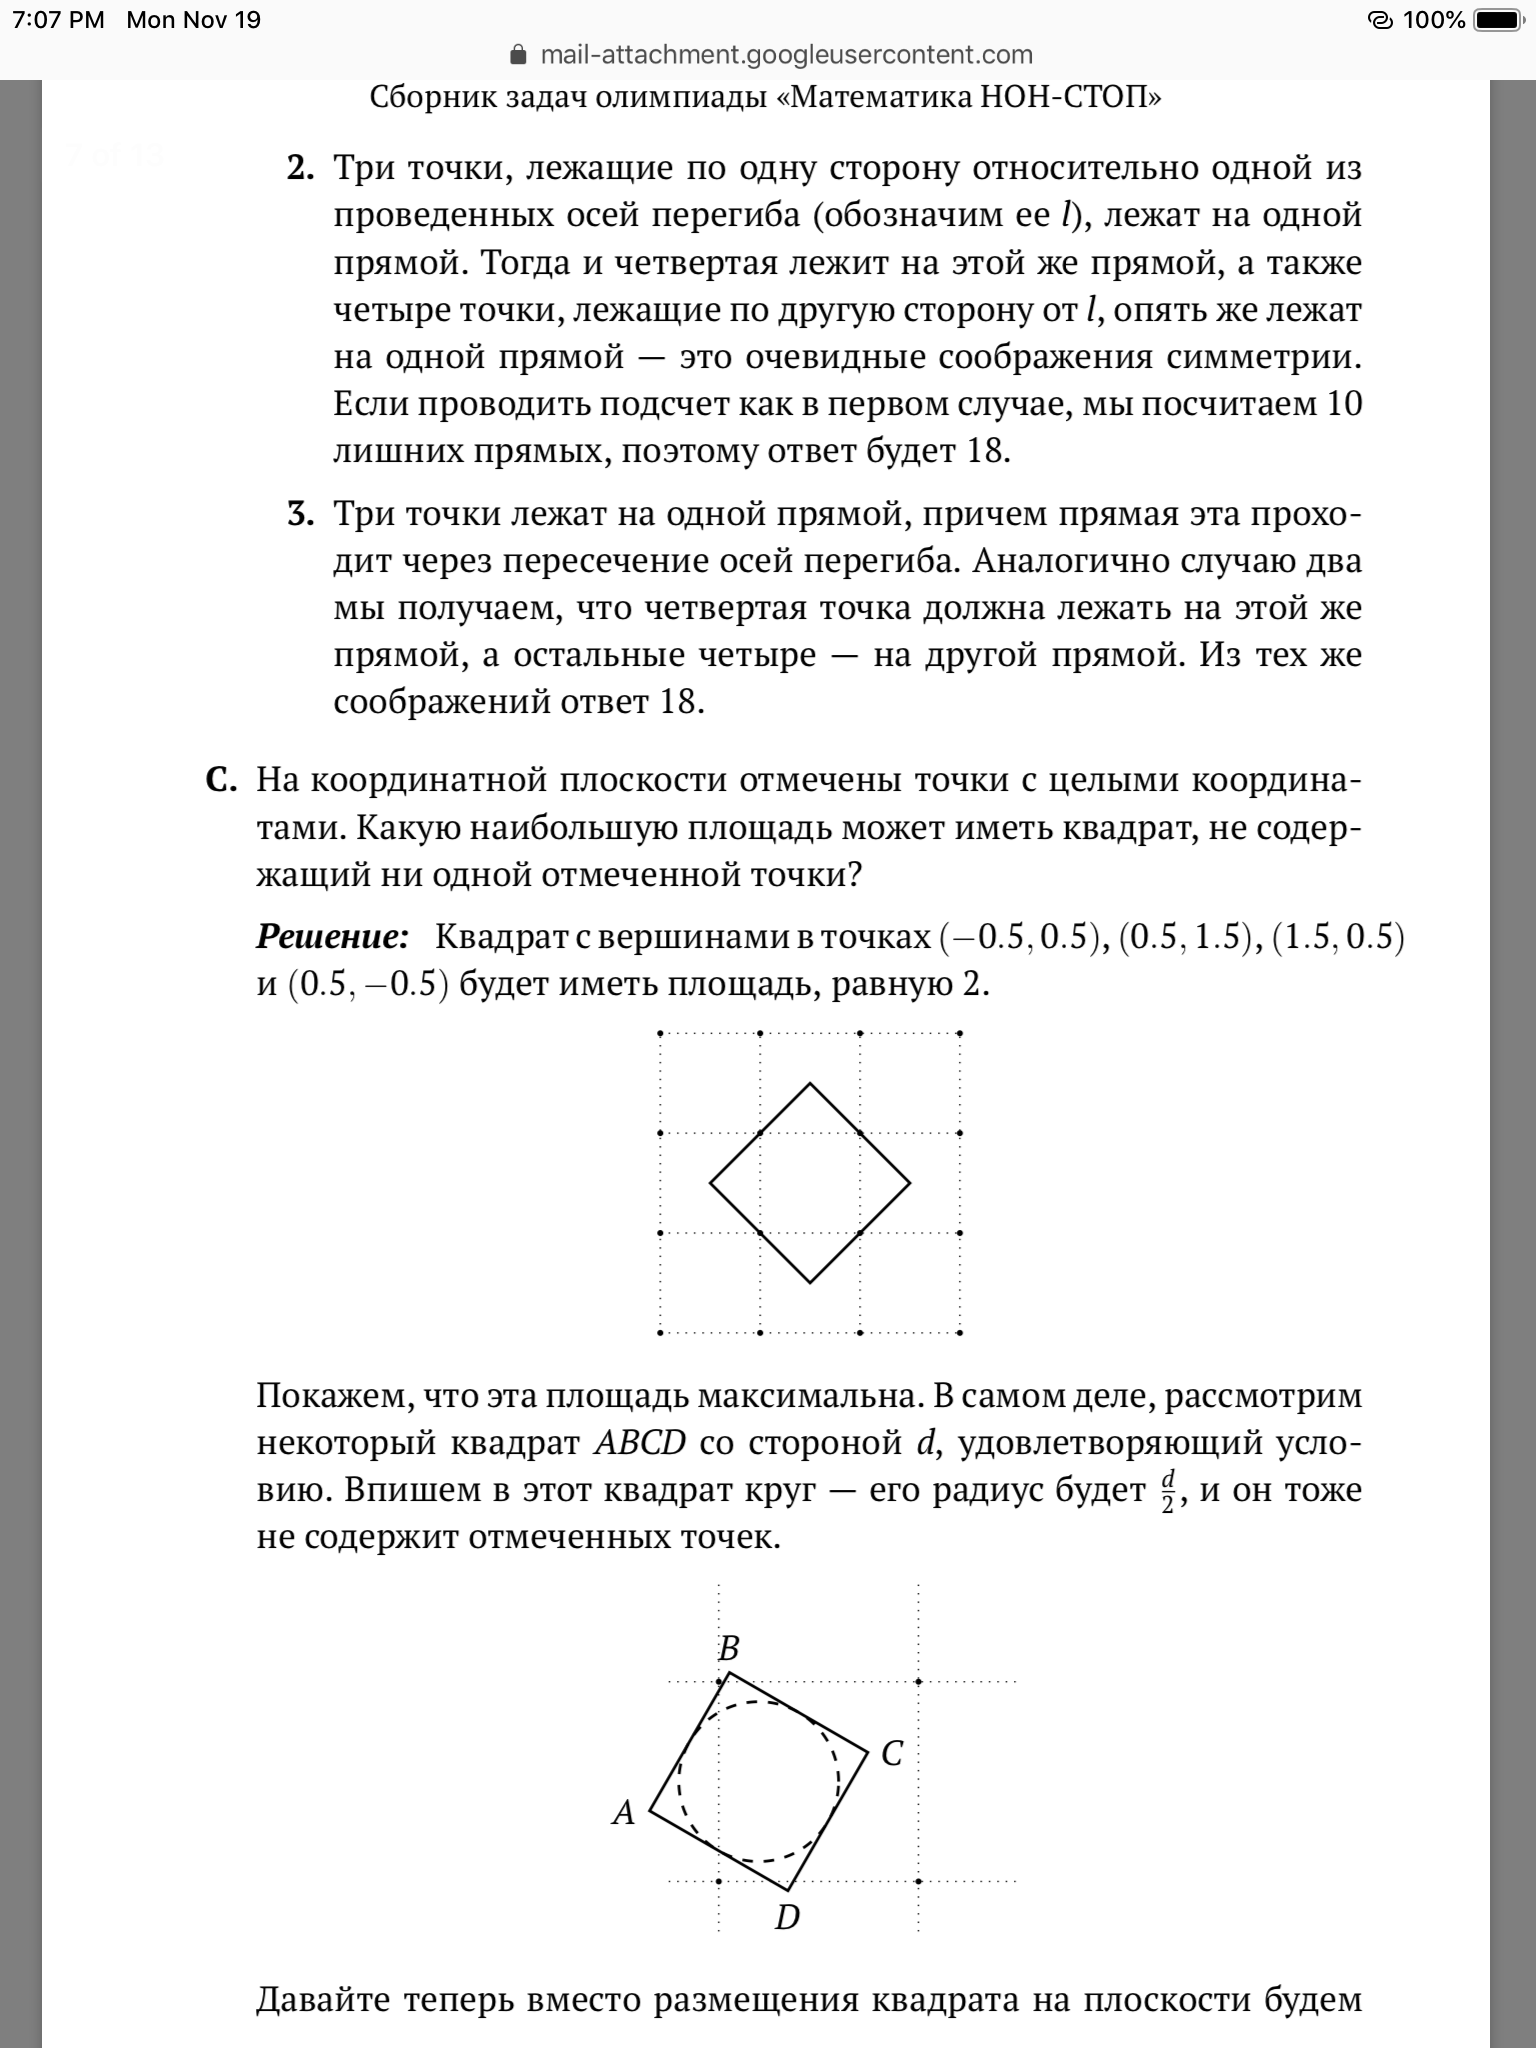 7:07 PM Mon Nov 19
100%
mail-attachment.googleusercontent.com
Сборник задач олимпиады «Математика НОН-СТОП»
7 of 13
2. Три точки, лежащие по одну сторону относительно одной из
проведенных осей перегиба (обозначим ее l), лежат на одной
прямой. Тогда и четвертая лежит на этой же прямой, а также
четыре точки, лежащие по другую сторону от l, опять же лежат
на одной прямой — это очевидные соображения симметрии.
Если проводить подсчет как в первом случае, мы посчитаем 10
лишних прямых, поэтому ответ будет 18.
3. Три точки лежат на одной прямой, причем прямая эта прохо-
дит через пересечение осей перегиба. Аналогично случаю два
мы получаем, что четвертая точка должна лежать на этой же
прямой, а остальные четыре — на другой прямой. Из тех же
соображений ответ 18.
C. На координатной плоскости отмечены точки с целыми координа-
тами. Какую наибольшую площадь может иметь квадрат, не содер-
жащий ни одной отмеченной точки?
Решение: Квадрат с вершинами в точках (−0.5, 0.5), (0.5, 1.5), (1.5, 0.5)
и (0.5, −0.5) будет иметь площадь, равную 2.
Покажем, что эта площадь максимальна. В самом деле, рассмотрим
некоторый квадрат ABCD со стороной d, удовлетворяющий усло-
вию. Впишем в этот квадрат круг — его радиус будет d/2, и он тоже
не содержит отмеченных точек.
B
C
A
D
Давайте теперь вместо размещения квадрата на плоскости будем